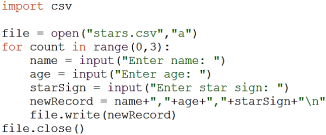 import csv
file = open("stars.csv","a")
for count in range(0,3):
    name = input("Enter name: ")
    age = input("Enter age: ")
    starSign = input("Enter star sign: ")
    newRecord = name+","+age+","+starSign+"\n"
    file.write(newRecord)
file.close()